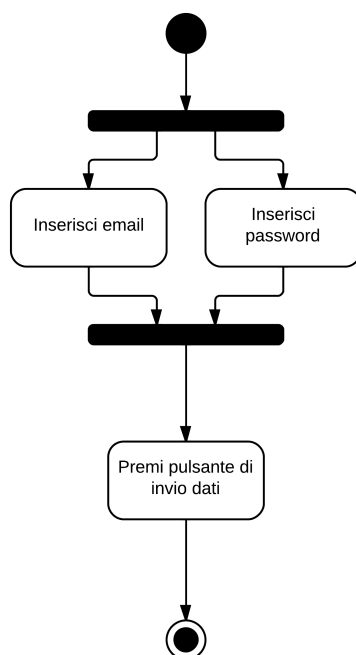 Inserisci email
Inserisci
password
Premi pulsante di
invio dati